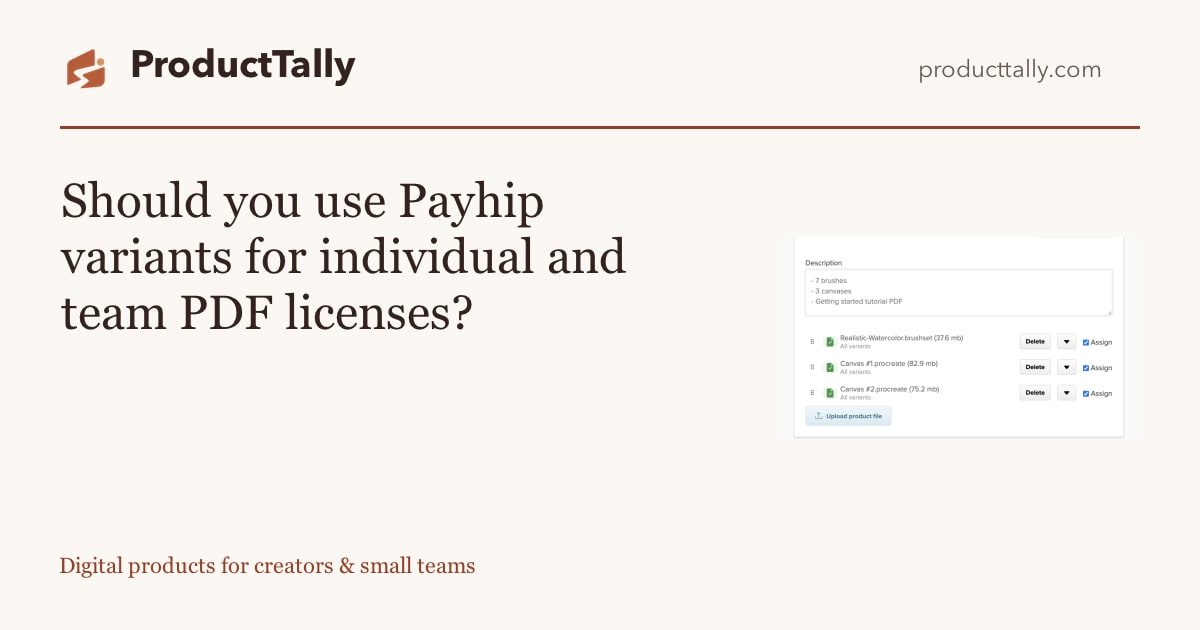 ProductTally
producttally.com
Should you use Payhip
variants for individual and
team PDF licenses?
Description
- 7 brushes
- 3 canvases
- Getting started tutorial PDF
Realistic-Watercolor.brushset (37.6 mb)
All variants
Delete
Assign
Canvas #1.procreate (82.9 mb)
All variants
Delete
Assign
Canvas #2.procreate (75.2 mb)
All variants
Delete
Assign
Upload product file
Digital products for creators & small teams